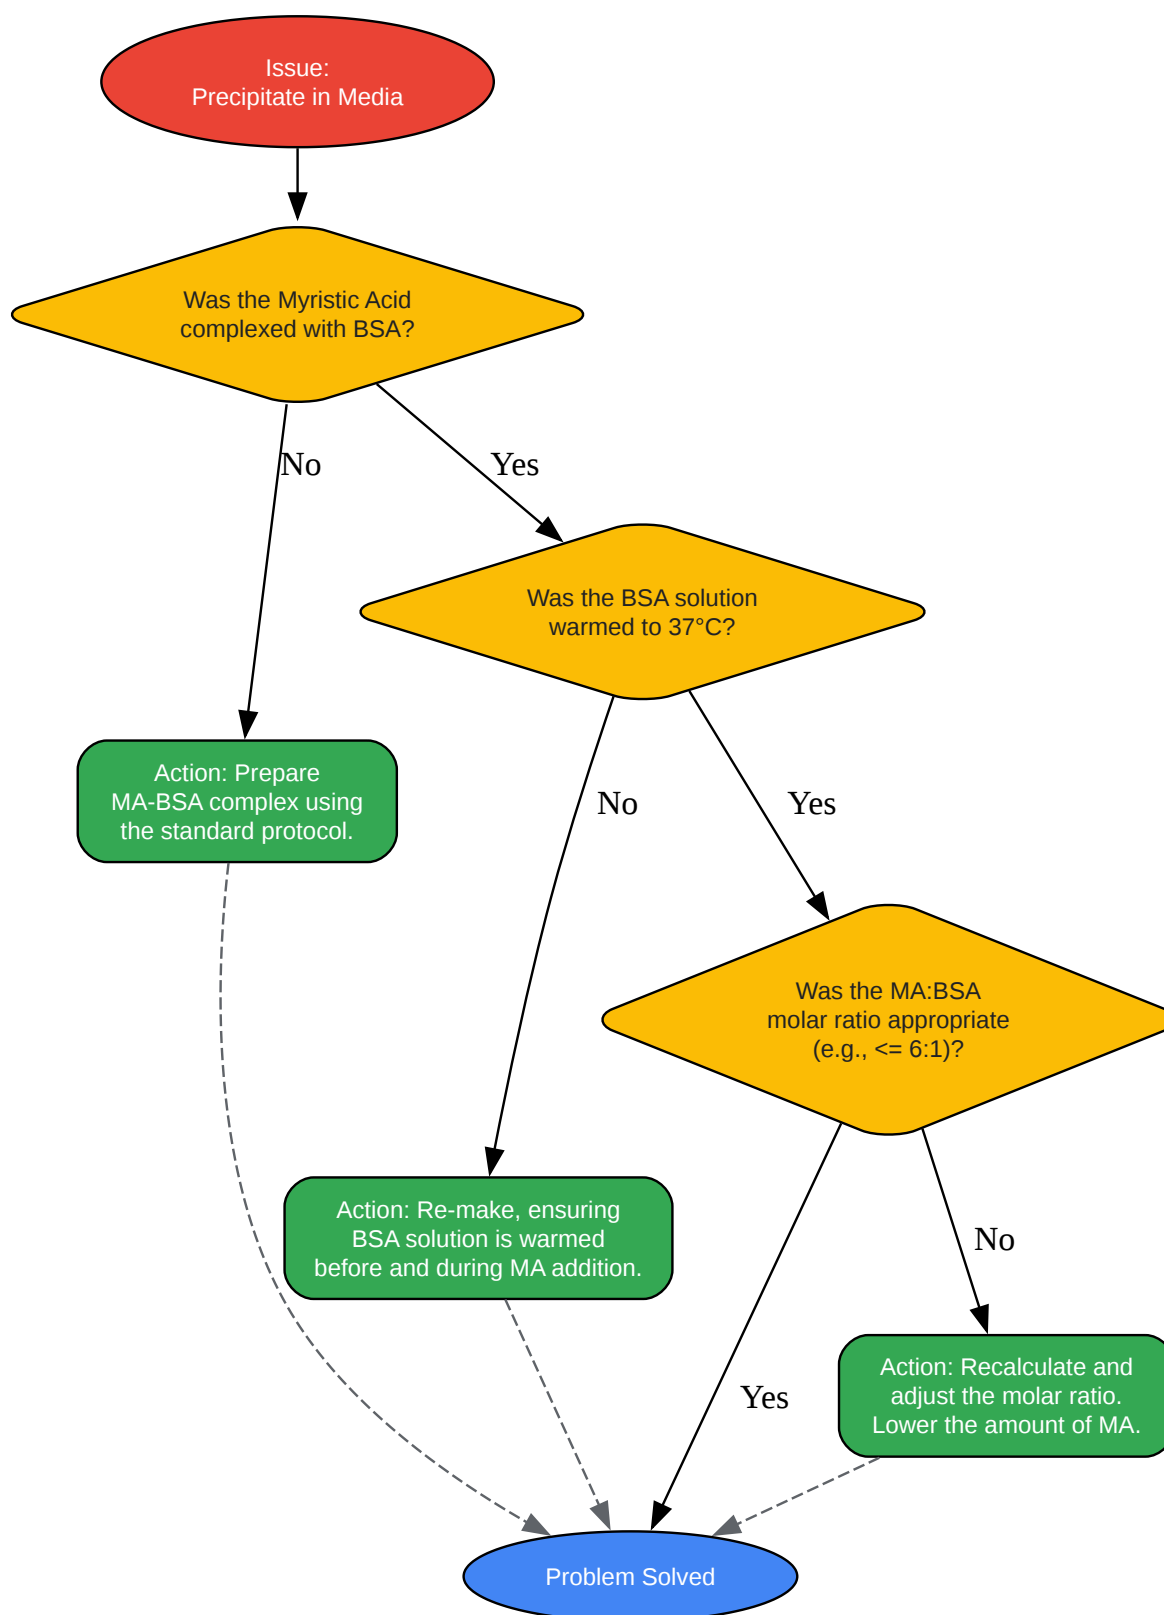 Issue:
Precipitate in Media
Was the Myristic Acid
complexed with BSA?
No
Yes
Was the BSA solution
warmed to 37°C?
Action: Prepare
MA-BSA complex using
the standard protocol.
No
Yes
Was the MA:BSA
molar ratio appropriate
(e.g., <= 6:1)?
Action: Re-make, ensuring
BSA solution is warmed
before and during MA addition.
No
Yes
Action: Recalculate and
adjust the molar ratio.
Lower the amount of MA.
Problem Solved